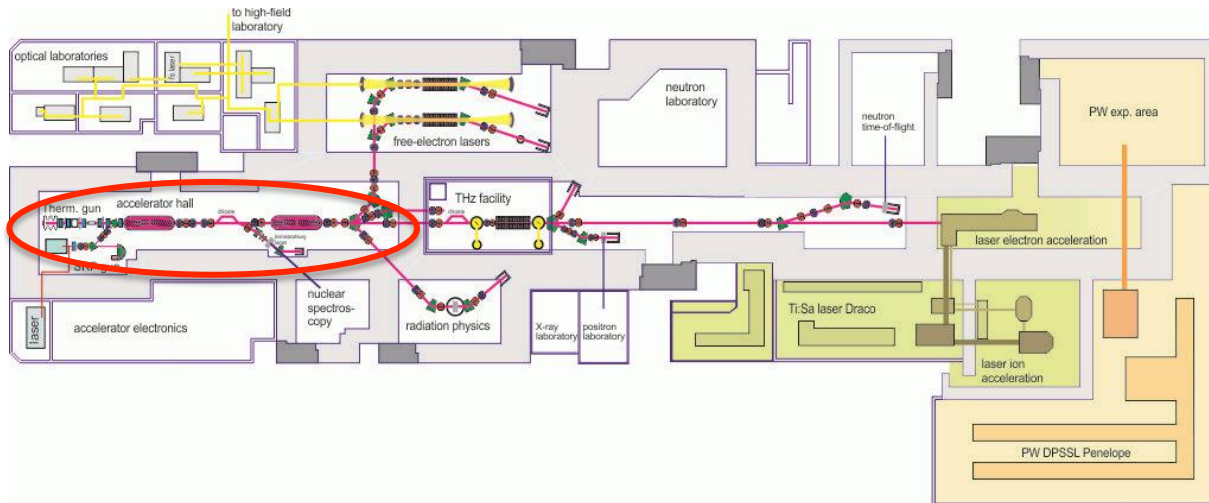 to high-field
laboratory
optical laboratories
fs laser
free-electron lasers
neutron
laboratory
neutron
time-of-flight
PW exp. area
Therm. gun
accelerator hall
chicane
THz facility
chicane
SRF gun
nuclear
spectros-
copy
radiation physics
laser
accelerator electronics
X-ray
laboratory
positron
laboratory
laser electron acceleration
Ti:Sa laser Draco
laser ion
acceleration
PW DPSSL Penelope